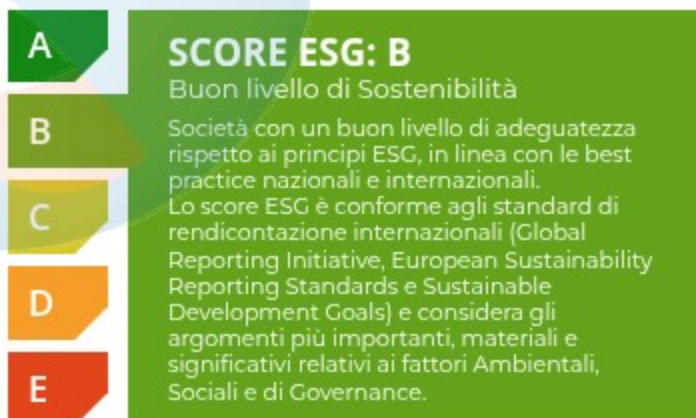 A
B
C
D
E
SCORE ESG: B
Buon livello di Sostenibilità
Società con un buon livello di adeguatezza
rispetto ai principi ESG, in linea con le best
practice nazionali e internazionali.
Lo score ESG è conforme agli standard di
rendicontazione internazionali (Global
Reporting Initiative, European Sustainability
Reporting Standards e Sustainable
Development Goals) e considera gli
argomenti più importanti, materiali e
significativi relativi ai fattori Ambientali,
Sociali e di Governance.